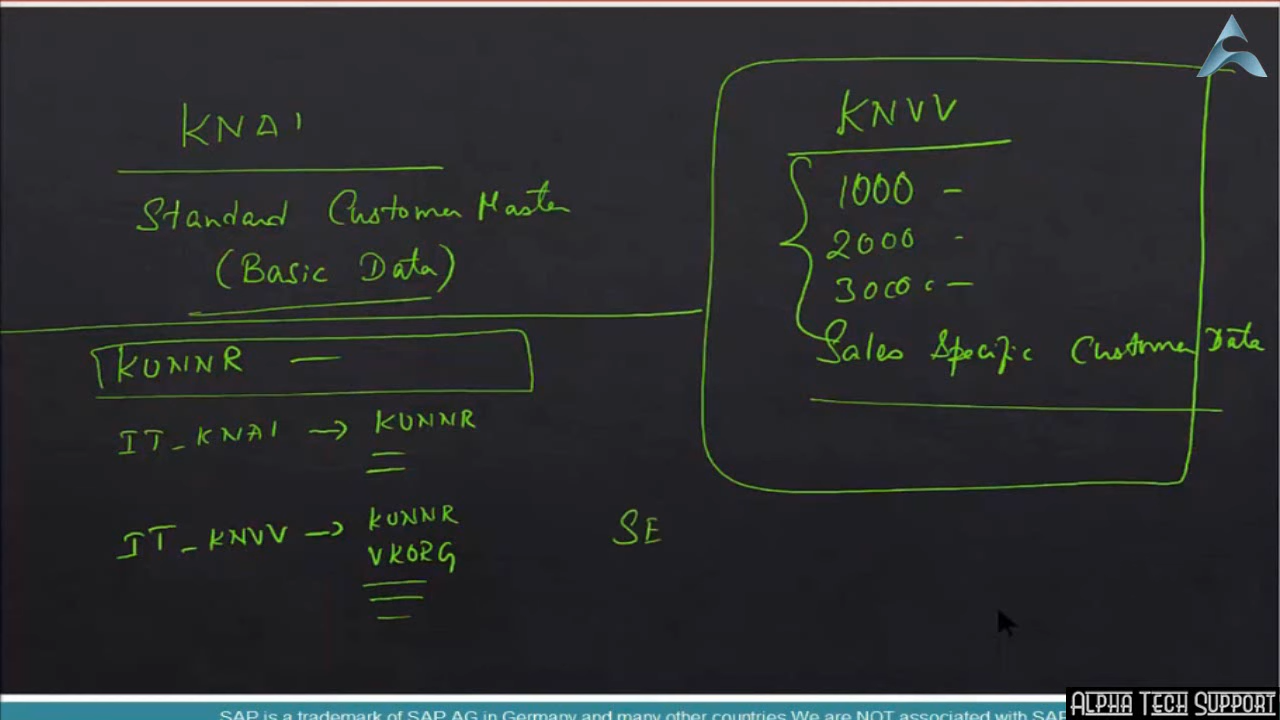 KNA1
Standard Customer Master
(Basic Data)
KUNNR —
IT_KNA1 → KUNNR
IT_KNVV → KUNNR
VKORG
SE
KNVV
1000 -
2000 -
3000 -
Sales Specific Customer Data
SAP is a trademark of SAP AG in Germany and many other countries We are NOT associated with SAP
ALPHA TECH SUPPORT